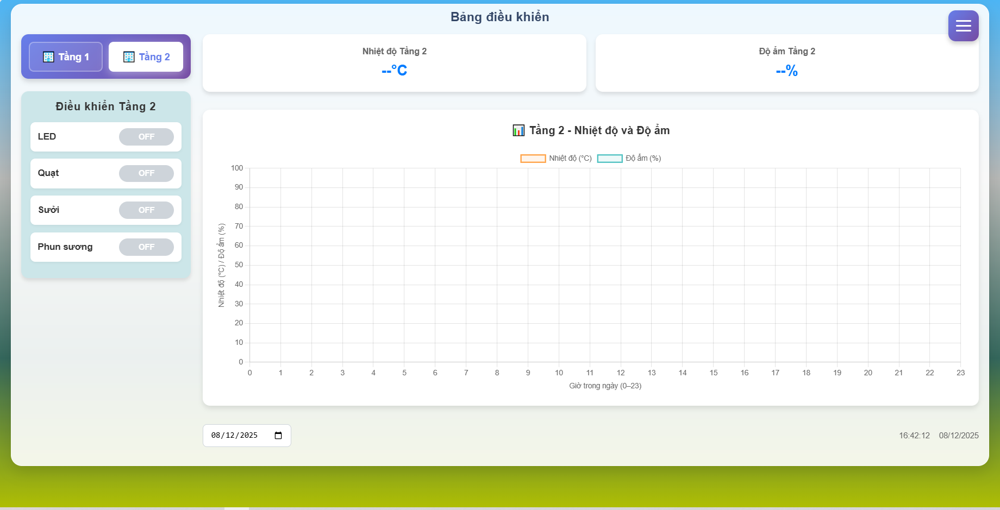 Bảng điều khiển
Tầng 1
Tầng 2
Nhiệt độ Tầng 2
--°C
Độ ẩm Tầng 2
--%
Điều khiển Tầng 2
LED OFF
Quạt OFF
Sưởi OFF
Phun sương OFF
Tầng 2 - Nhiệt độ và Độ ẩm
Nhiệt độ (°C) Độ ẩm (%)
Nhiệt độ (°C) / Độ ẩm (%)
100
90
80
70
60
50
40
30
20
10
0
0 1 2 3 4 5 6 7 8 9 10 11 12 13 14 15 16 17 18 19 20 21 22 23
Giờ trong ngày (0–23)
08/12/2025
16:42:12 08/12/2025